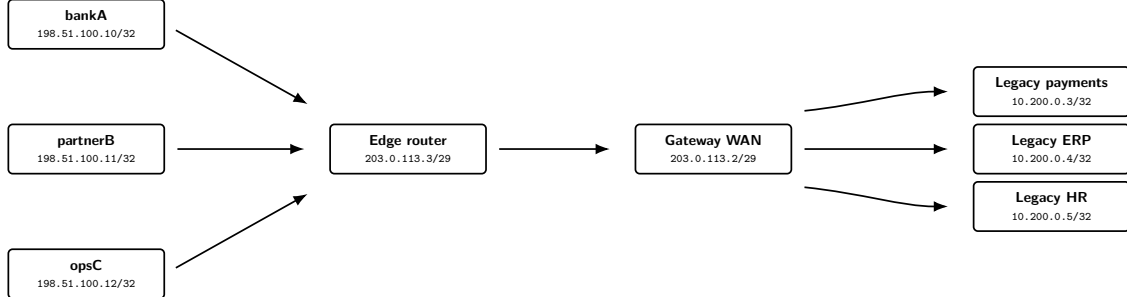 bankA
198.51.100.10/32
partnerB
198.51.100.11/32
opsC
198.51.100.12/32
Edge router
203.0.113.3/29
Gateway WAN
203.0.113.2/29
Legacy payments
10.200.0.3/32
Legacy ERP
10.200.0.4/32
Legacy HR
10.200.0.5/32